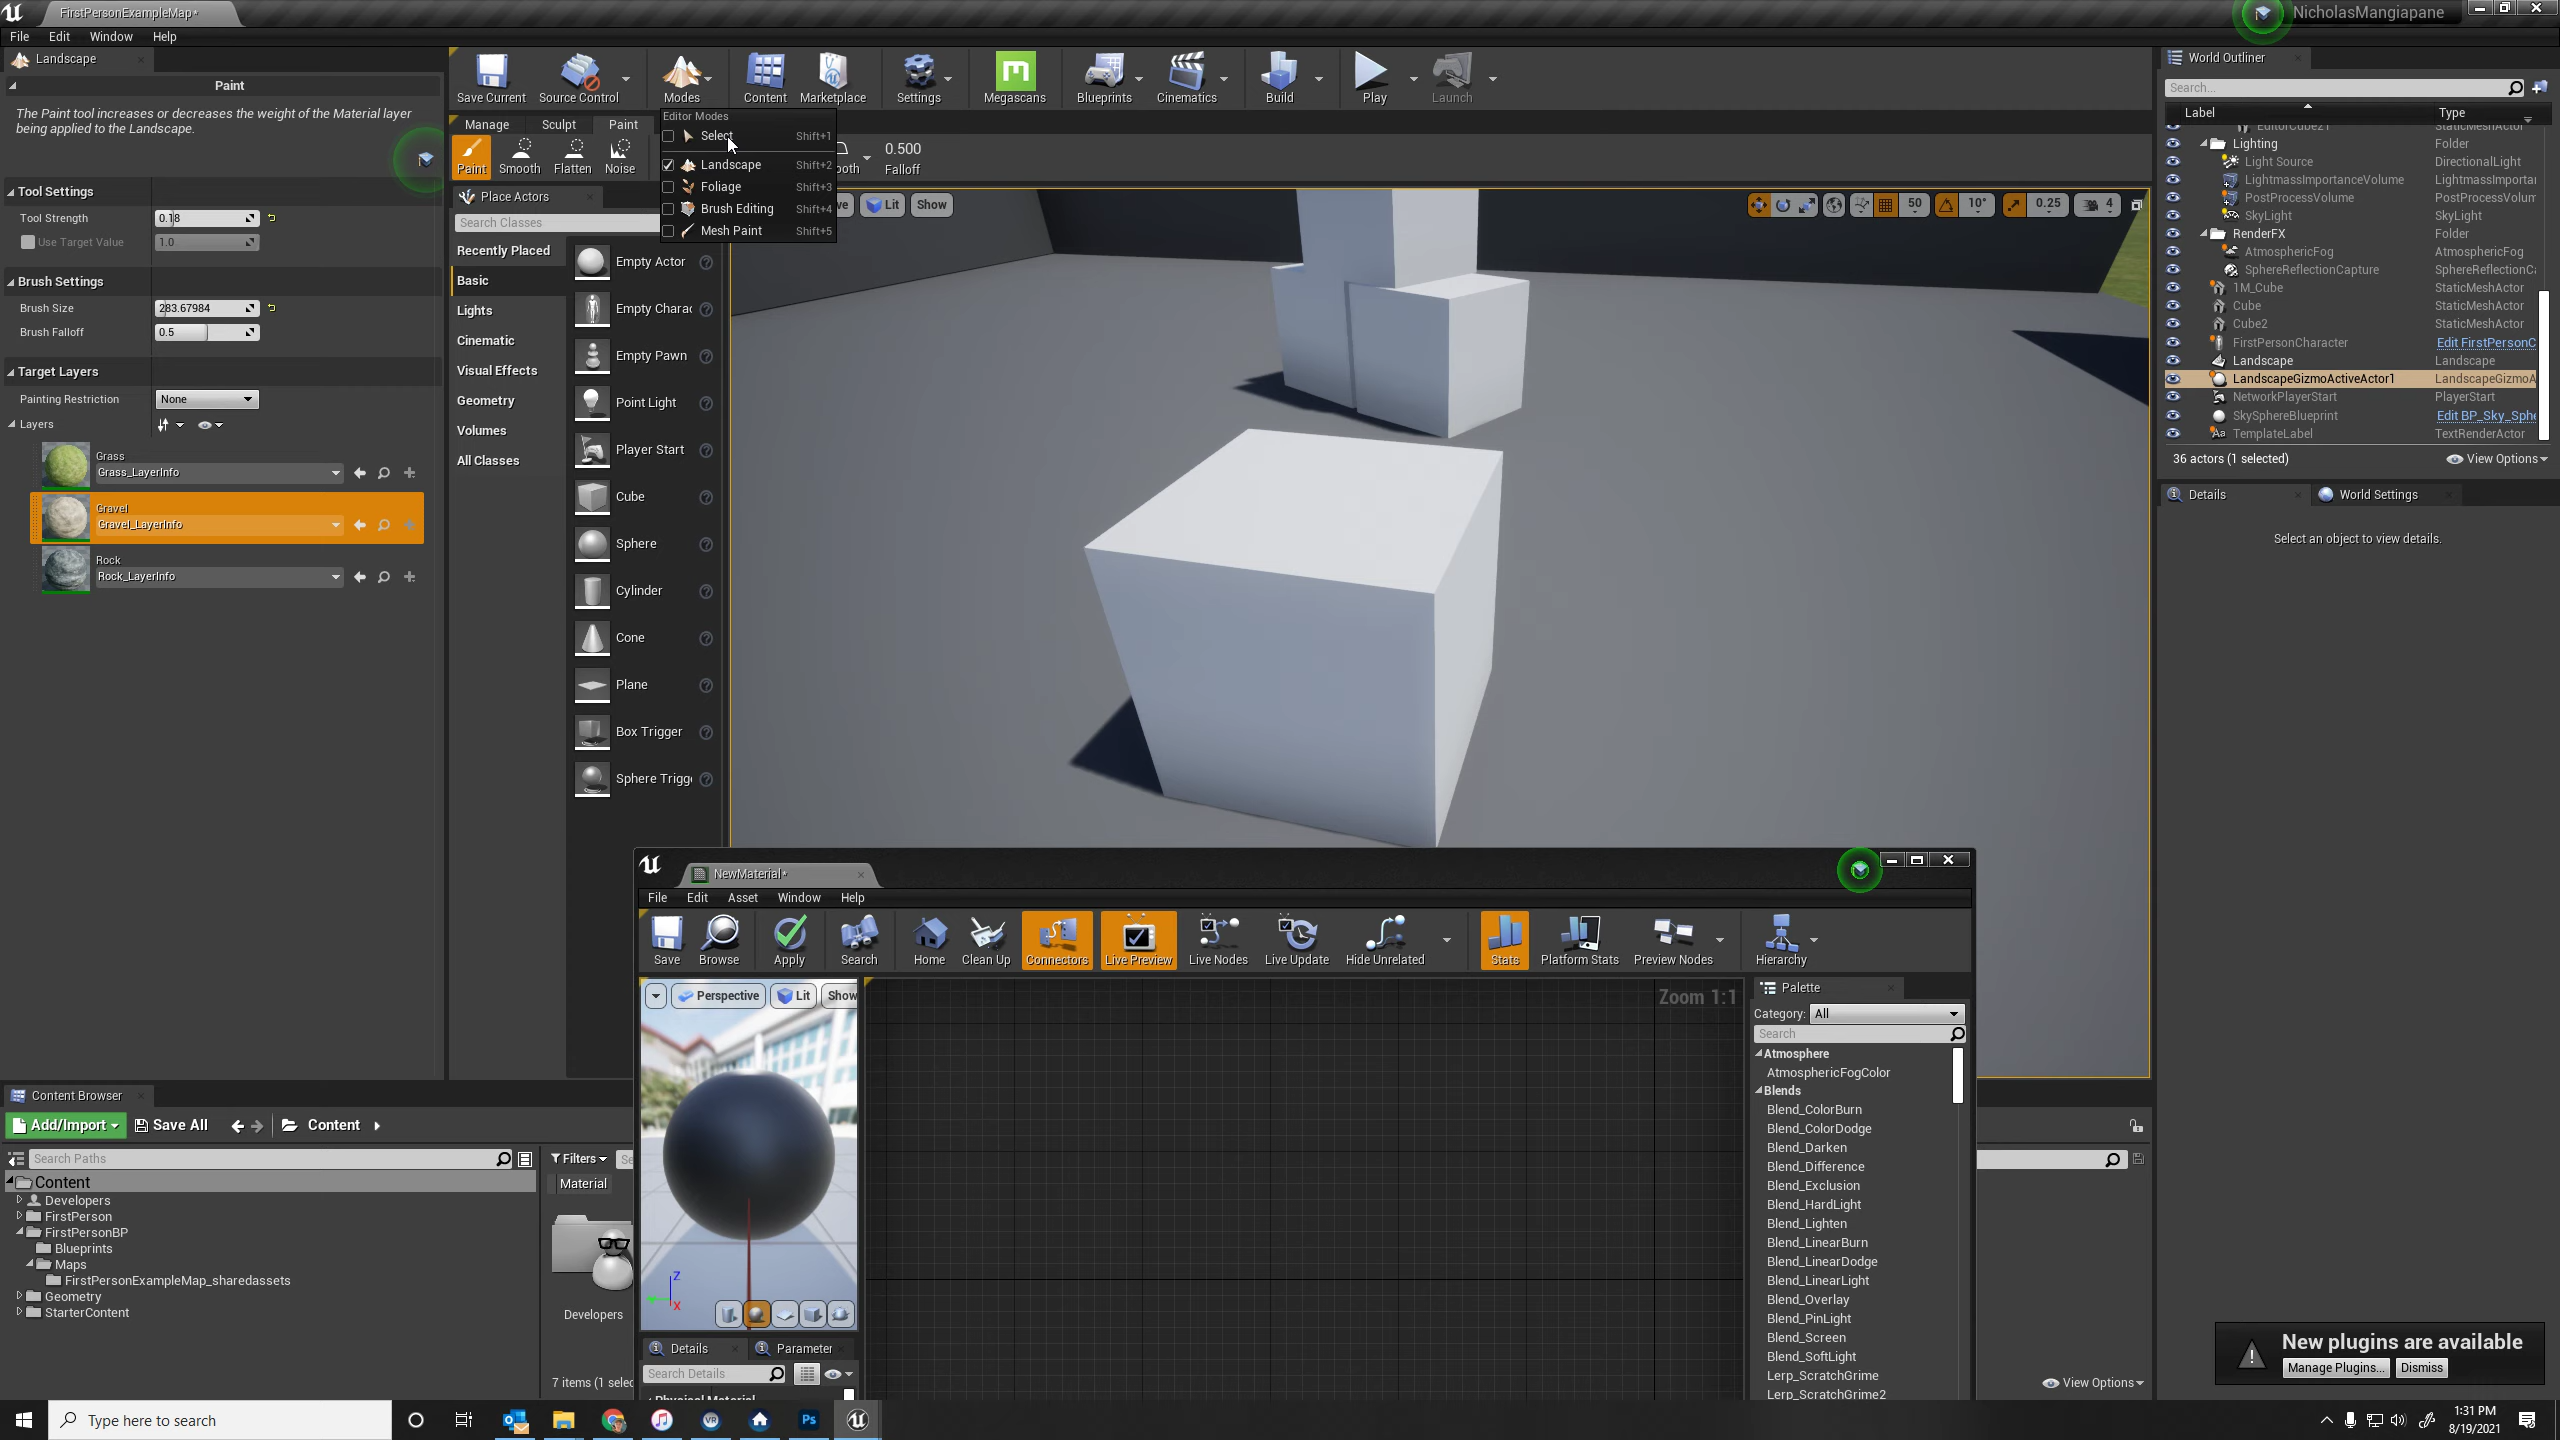 FirstPersonExampleMap*
NicholasMangiapane
File Edit Window Help
Landscape
Paint
The Paint tool increases or decreases the weight of the Material layer
being applied to the Landscape.
Tool Settings
Tool Strength 0.18
Use Target Value 1.0
Brush Settings
Brush Size 283.67984
Brush Falloff 0.5
Target Layers
Painting Restriction None
Layers
Grass
Grass_LayerInfo
Gravel
Gravel_LayerInfo
Rock
Rock_LayerInfo
Save Current Source Control Modes Content Marketplace Settings Megascans Blueprints Cinematics Build Play Launch
Manage Sculpt Paint
Paint Smooth Flatten Noise
0.500
Falloff
Editor Modes
Select Shift+1
Landscape Shift+2
Foliage Shift+3
Brush Editing Shift+4
Mesh Paint Shift+5
Place Actors
Search Classes
Recently Placed
Basic
Lights
Cinematic
Visual Effects
Geometry
Volumes
All Classes
Empty Actor
Empty Charac
Empty Pawn
Point Light
Player Start
Cube
Sphere
Cylinder
Cone
Plane
Box Trigger
Sphere Trigge
Lit Show
50 10° 0.25 4
World Outliner
Search...
Label Type
EditorCube21 StaticMeshActor
Lighting Folder
Light Source DirectionalLight
LightmassImportanceVolume LightmassImportar
PostProcessVolume PostProcessVolum
SkyLight SkyLight
RenderFX Folder
AtmosphericFog AtmosphericFog
SphereReflectionCapture SphereReflectionCa
1M_Cube StaticMeshActor
Cube StaticMeshActor
Cube2 StaticMeshActor
FirstPersonCharacter Edit FirstPersonC
Landscape Landscape
LandscapeGizmoActiveActor1 LandscapeGizmoA
NetworkPlayerStart PlayerStart
SkySphereBlueprint Edit BP_Sky_Sphe
TemplateLabel TextRenderActor
36 actors (1 selected) View Options
Details World Settings
Select an object to view details.
NewMaterial*
File Edit Asset Window Help
Save Browse Apply Search Home Clean Up Connectors Live Preview Live Nodes Live Update Hide Unrelated Stats Platform Stats Preview Nodes Hierarchy
Perspective Lit Show
Z
X
Zoom 1:1
Palette
Category: All
Search
Atmosphere
AtmosphericFogColor
Blends
Blend_ColorBurn
Blend_ColorDodge
Blend_Darken
Blend_Difference
Blend_Exclusion
Blend_HardLight
Blend_Lighten
Blend_LinearBurn
Blend_LinearDodge
Blend_LinearLight
Blend_Overlay
Blend_PinLight
Blend_Screen
Blend_SoftLight
Lerp_ScratchGrime
Lerp_ScratchGrime2
Details Parameter
Search Details
Content Browser
Add/Import Save All Content
Search Paths
Filters
Material
Content
Developers
FirstPerson
FirstPersonBP
Blueprints
Maps
FirstPersonExampleMap_sharedassets
Geometry
StarterContent
Developers
7 items (1 selec
View Options
New plugins are available
Manage Plugins... Dismiss
Type here to search
VR
Ps
1:31 PM
8/19/2021